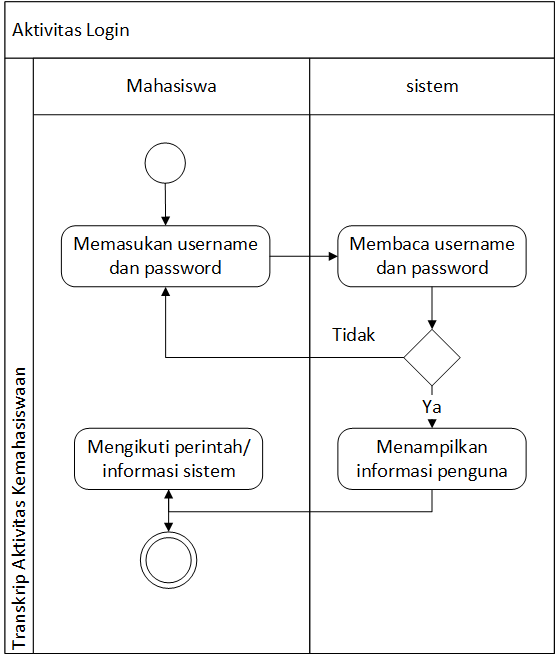 Aktivitas Login
Mahasiswa
sistem
Memasukan username
dan password
Membaca username
dan password
Tidak
Ya
Mengikuti perintah/
informasi sistem
Menampilkan
informasi penguna
Transkrip Aktivitas Kemahasiswaan